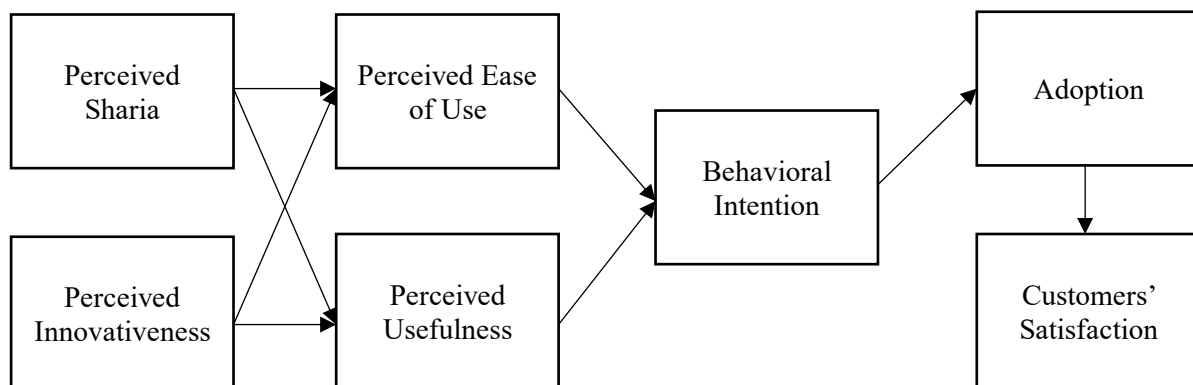 Perceived
Sharia
Perceived Ease
of Use
Behavioral
Intention
Adoption
Perceived
Innovativeness
Perceived
Usefulness
Customers’
Satisfaction